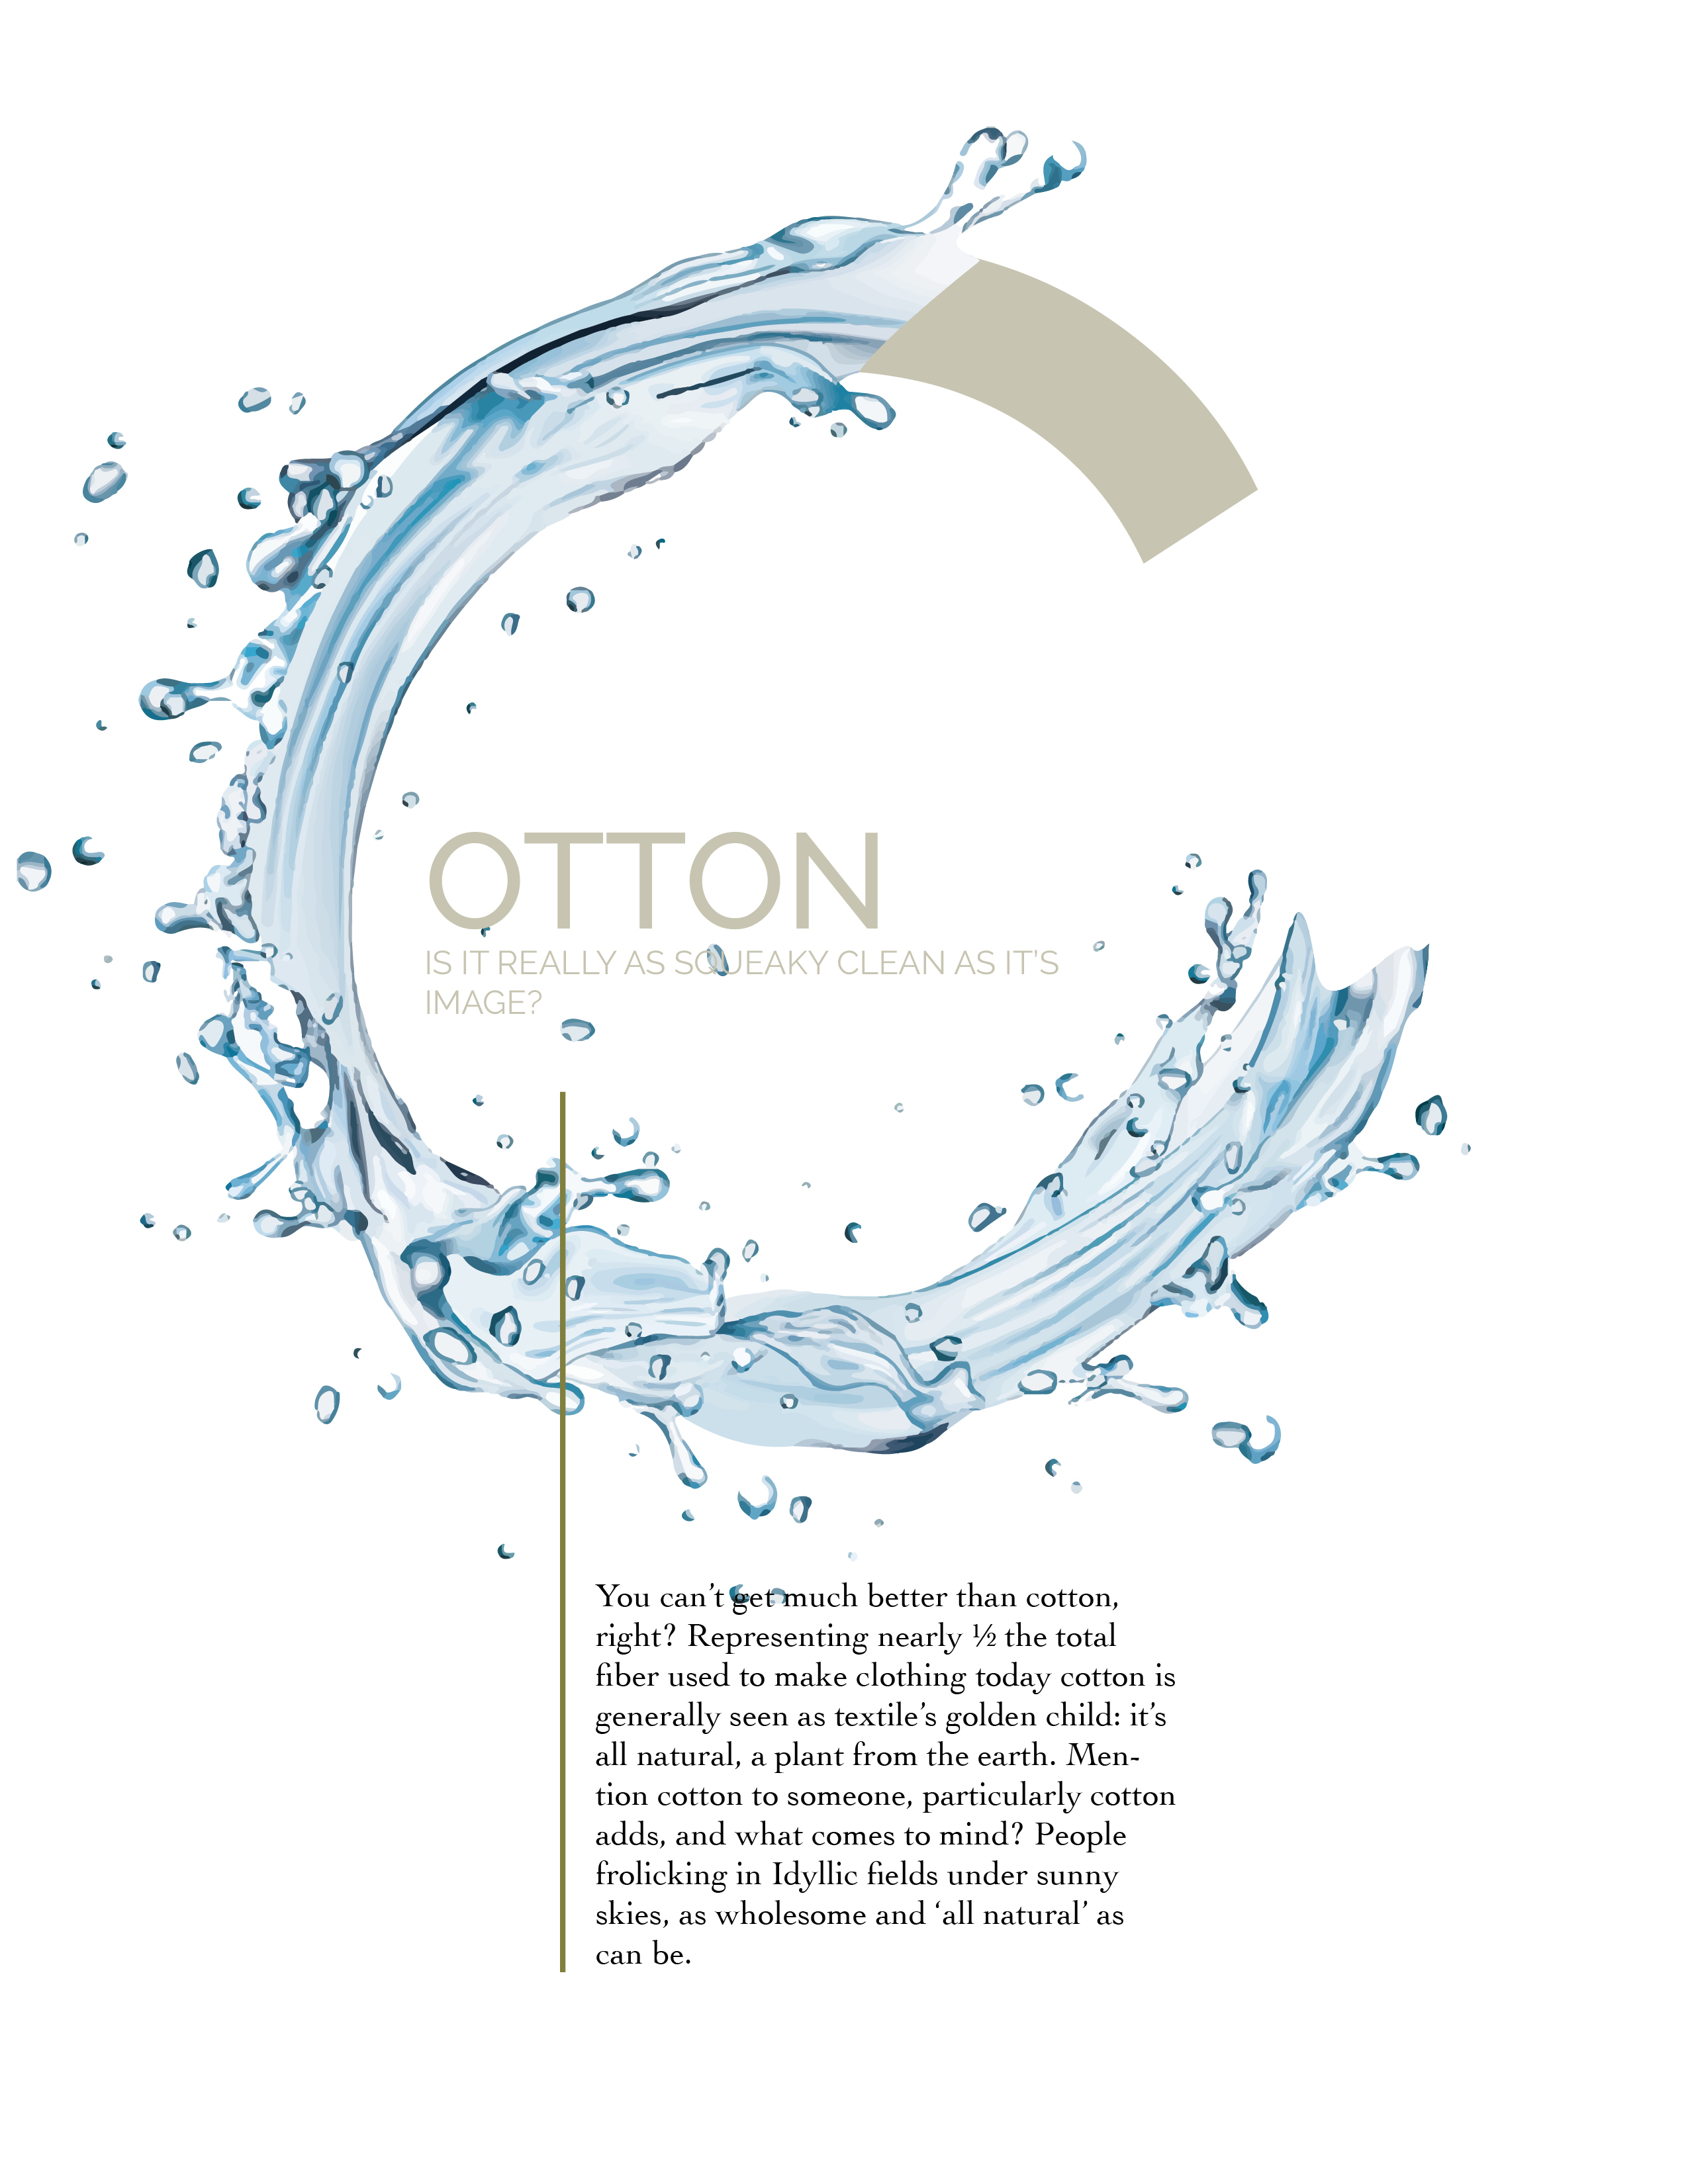 COTTON
IS IT REALLY AS SQUEAKY CLEAN AS IT'S
IMAGE?
You can't get much better than cotton,
right? Representing nearly ½ the total
fiber used to make clothing today cotton is
generally seen as textile's golden child: it's
all natural, a plant from the earth. Men-
tion cotton to someone, particularly cotton
adds, and what comes to mind? People
frolicking in Idyllic fields under sunny
skies, as wholesome and 'all natural' as
can be.